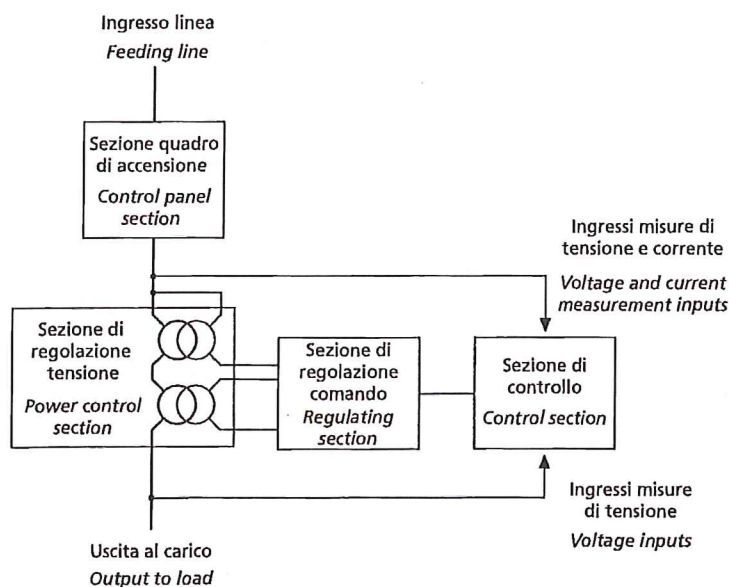 Ingresso linea
Feeding line
Sezione quadro
di accensione
Control panel
section
Ingressi misure di
tensione e corrente
Voltage and current
measurement inputs
Sezione di
regolazione
tensione
Power control
section
Sezione di
regolazione
comando
Regulating
section
Sezione di
controllo
Control section
Ingressi misure
di tensione
Voltage inputs
Uscita al carico
Output to load